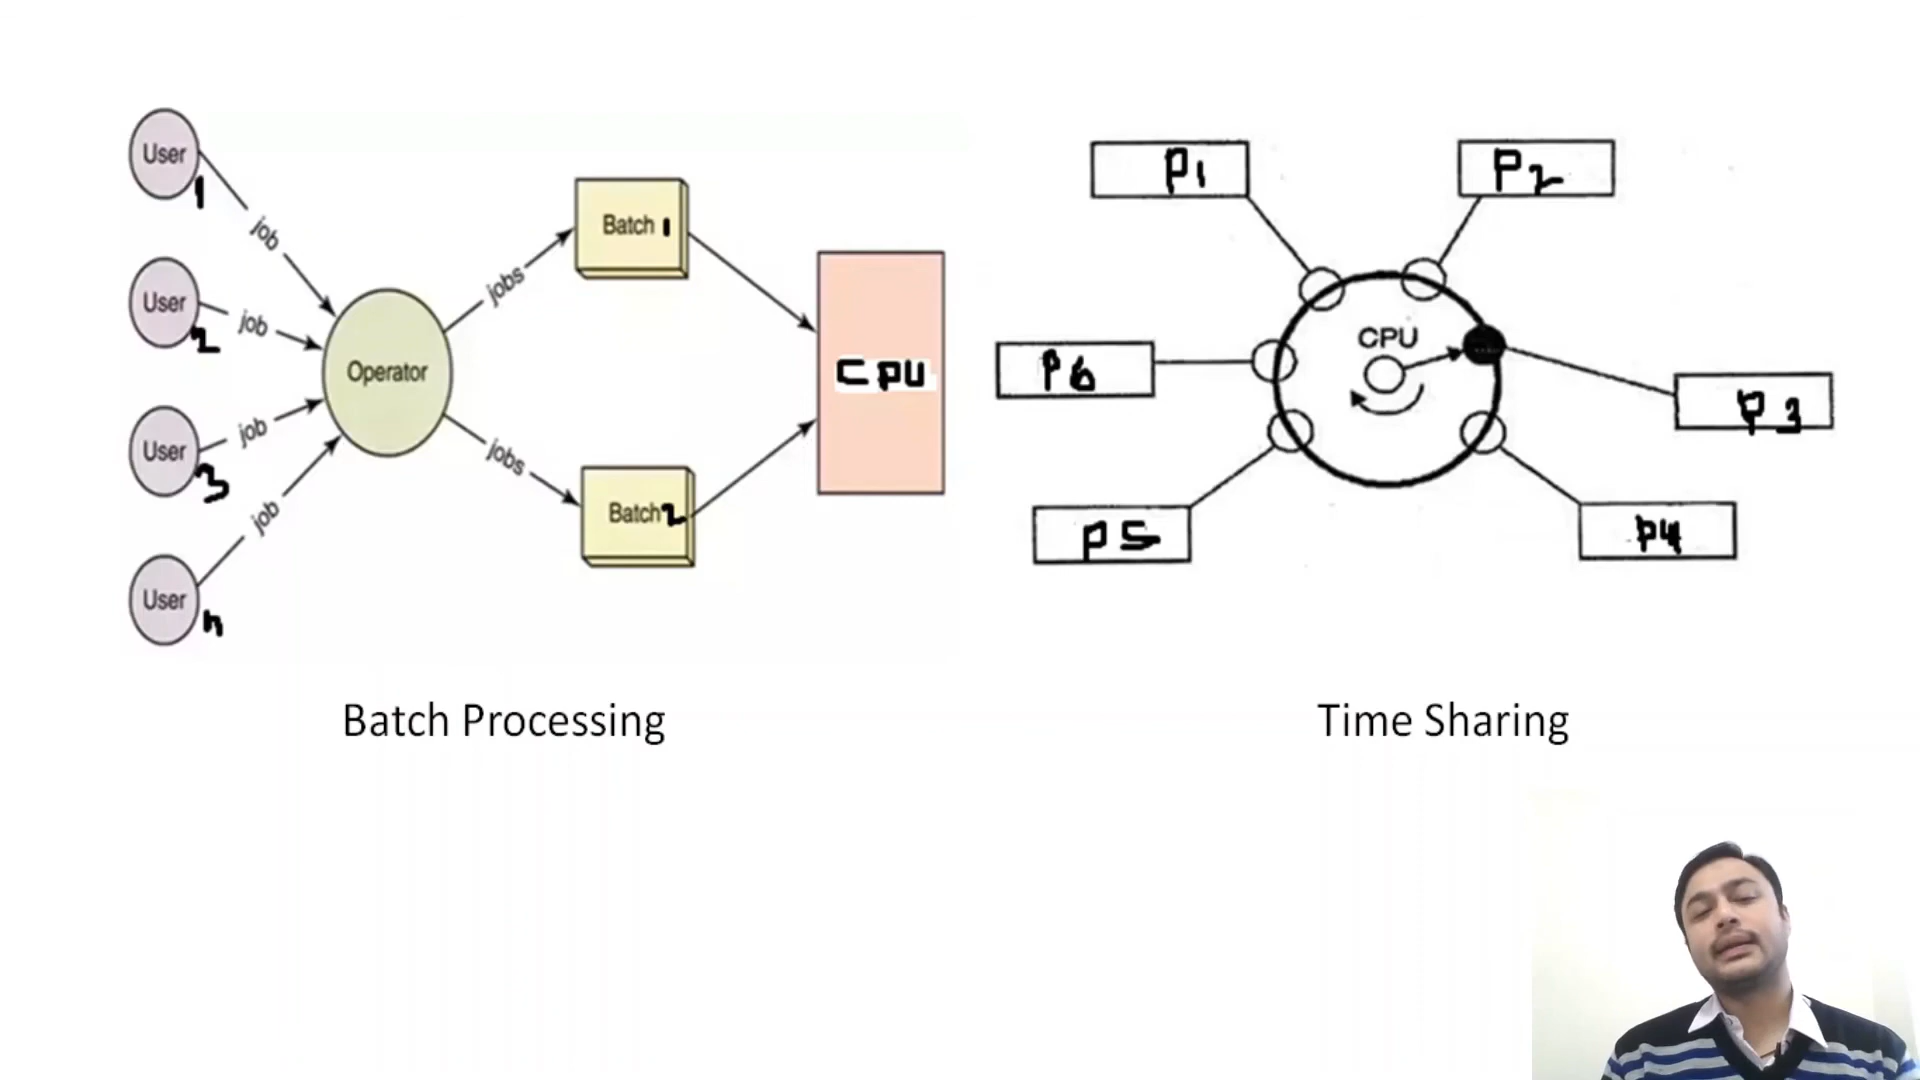 User 1
job
User 2
job
User 3
job
User n
job
Operator
jobs
jobs
Batch 1
Batch 2
CPU
Batch Processing
P1
P2
P6
CPU
P3
P5
P4
Time Sharing